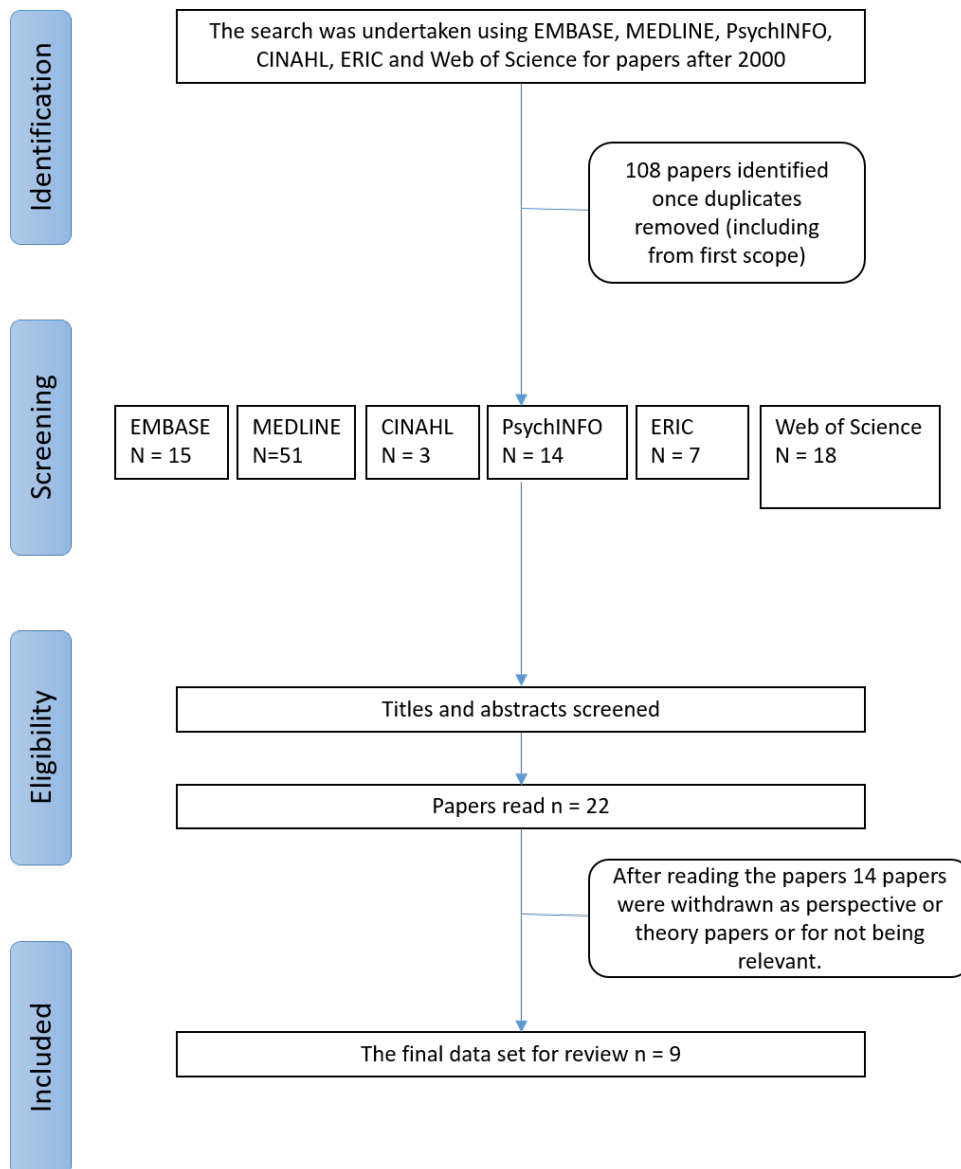 Identification
The search was undertaken using EMBASE, MEDLINE, PsychINFO,
CINAHL, ERIC and Web of Science for papers after 2000
108 papers identified
once duplicates
removed (including
from first scope)
Screening
EMBASE
N = 15
MEDLINE
N=51
CINAHL
N = 3
PsychINFO
N = 14
ERIC
N = 7
Web of Science
N = 18
Eligibility
Titles and abstracts screened
Papers read n = 22
After reading the papers 14 papers
were withdrawn as perspective or
theory papers or for not being
relevant.
Included
The final data set for review n = 9